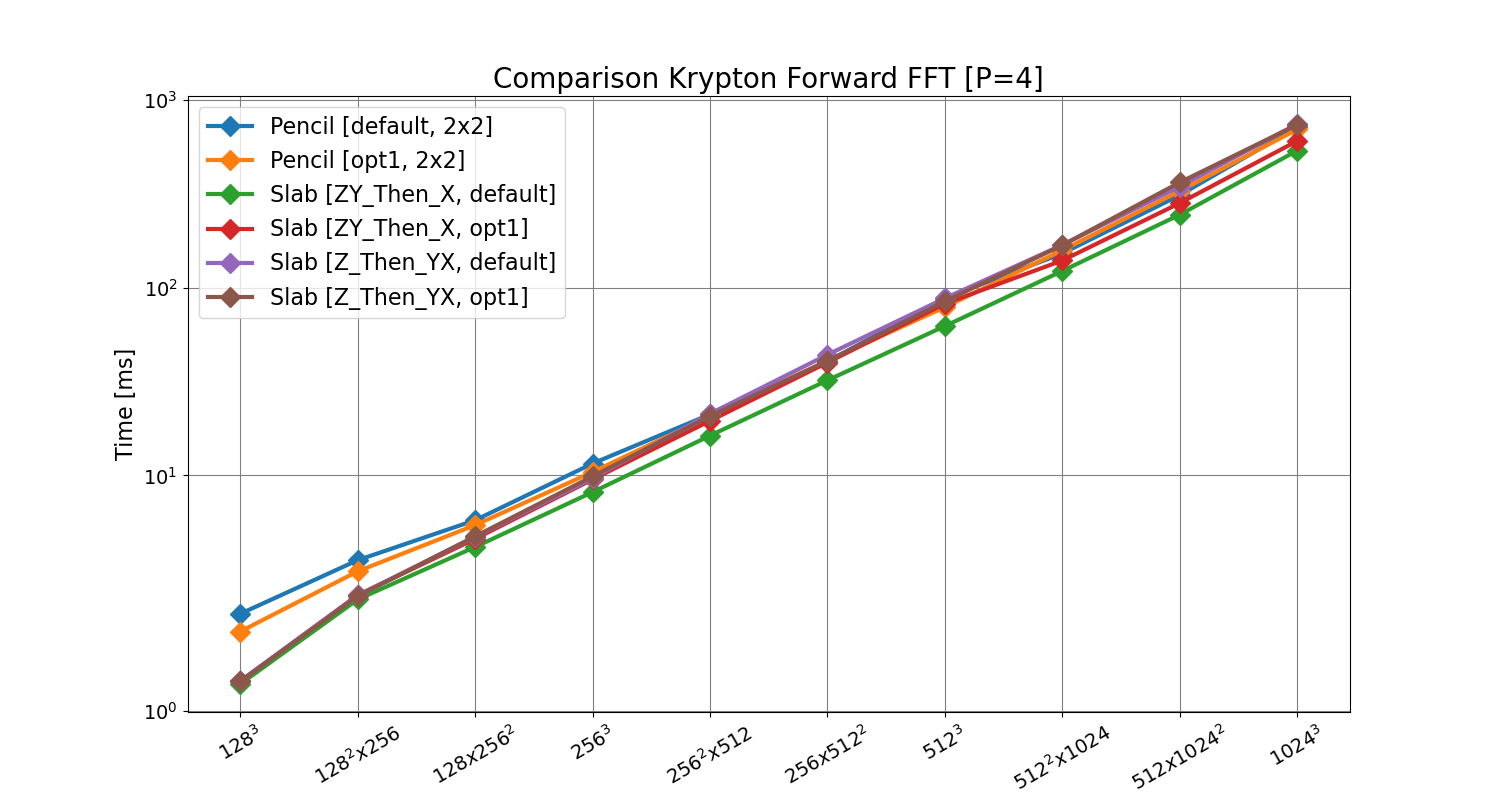 Comparison Krypton Forward FFT [P=4]
Time [ms]
10³
10²
10¹
10⁰
Pencil [default, 2x2]
Pencil [opt1, 2x2]
Slab [ZY_Then_X, default]
Slab [ZY_Then_X, opt1]
Slab [Z_Then_YX, default]
Slab [Z_Then_YX, opt1]
128³
128²x256
128x256²
256³
256²x512
256x512²
512³
512²x1024
512x1024²
1024³